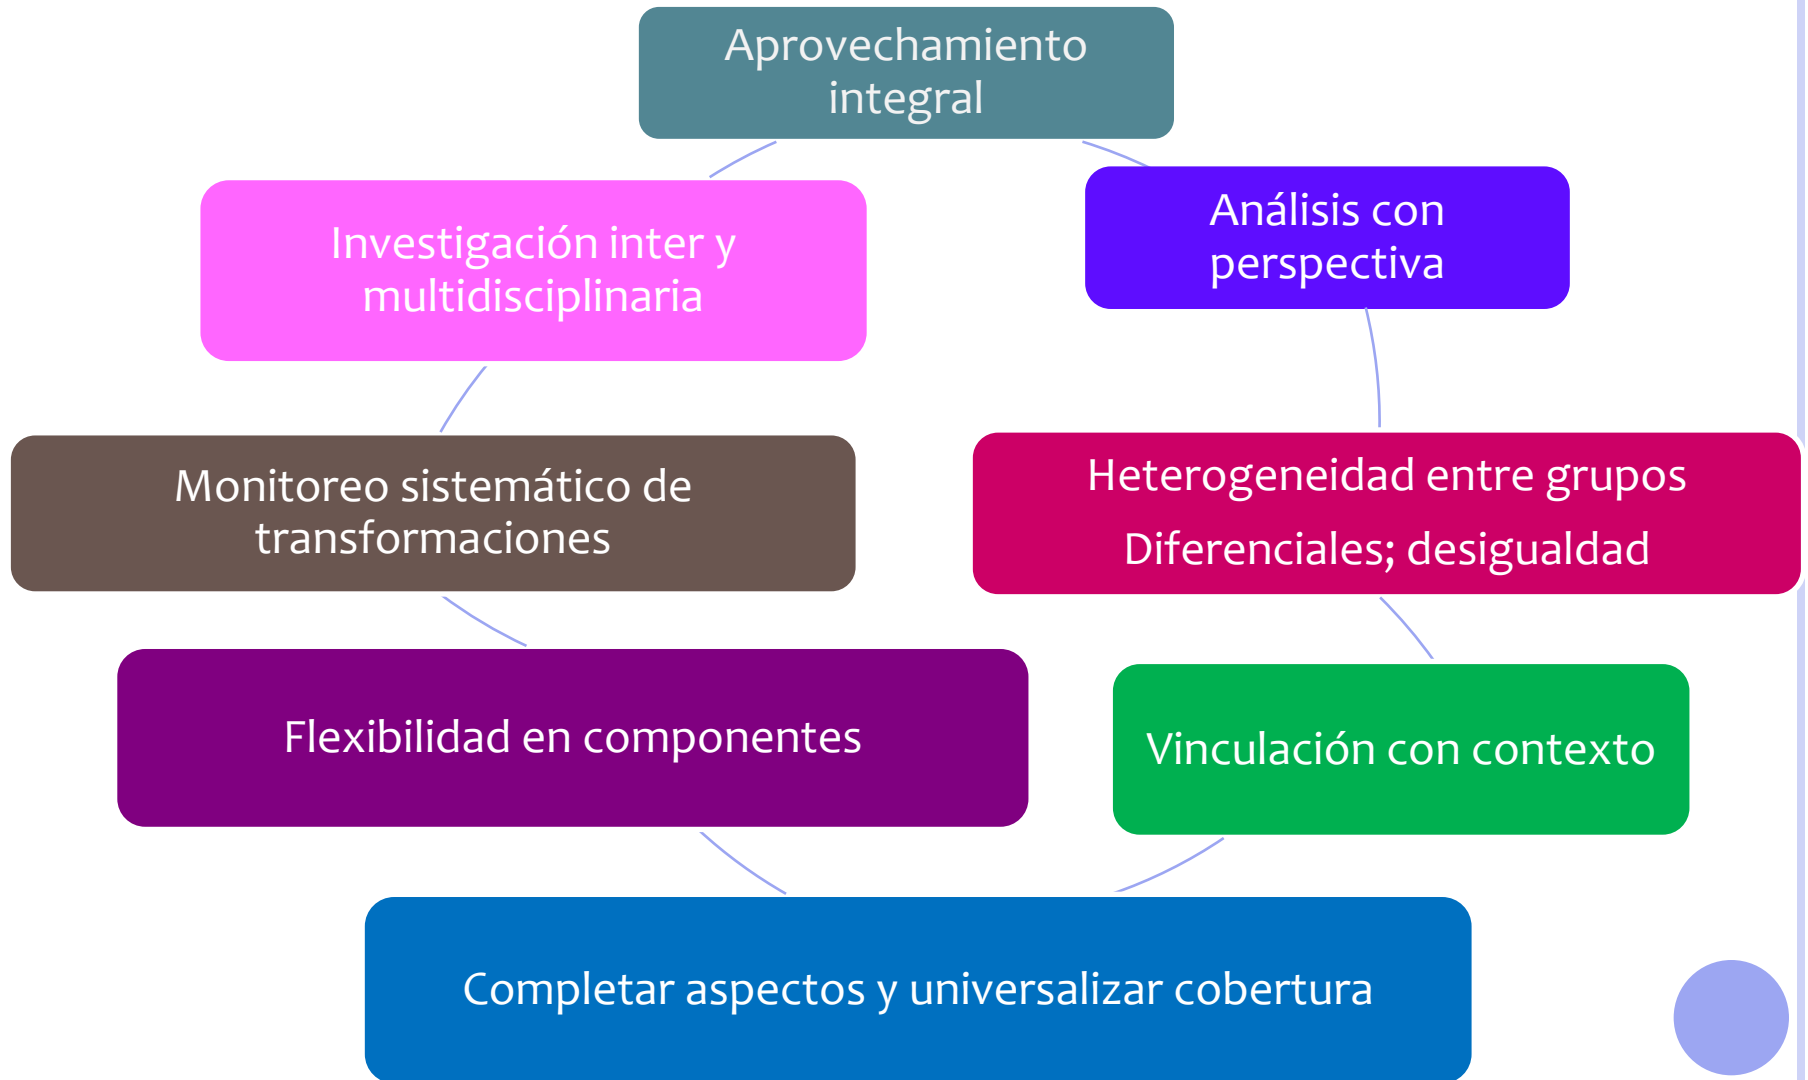 Aprovechamiento
integral
Análisis con
perspectiva
Investigación inter y
multidisciplinaria
Heterogeneidad entre grupos
Diferenciales; desigualdad
Monitoreo sistemático de
transformaciones
Flexibilidad en componentes
Vinculación con contexto
Completar aspectos y universalizar cobertura